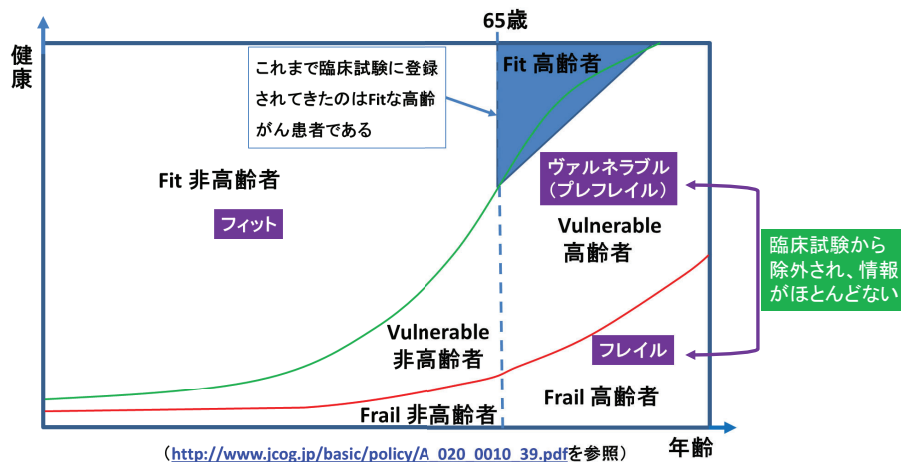 65歳
健康
これまで臨床試験に登録
されてきたのはFitな高齢
がん患者である
Fit 高齢者
Fit 非高齢者
フィット
ヴァルネラブル
（プレフレイル）
Vulnerable
高齢者
臨床試験から
除外され、情報
がほとんどない
Vulnerable
非高齢者
フレイル
Frail 非高齢者
Frail 高齢者
年齢
（http://www.jcog.jp/basic/policy/A_020_0010_39.pdfを参照）